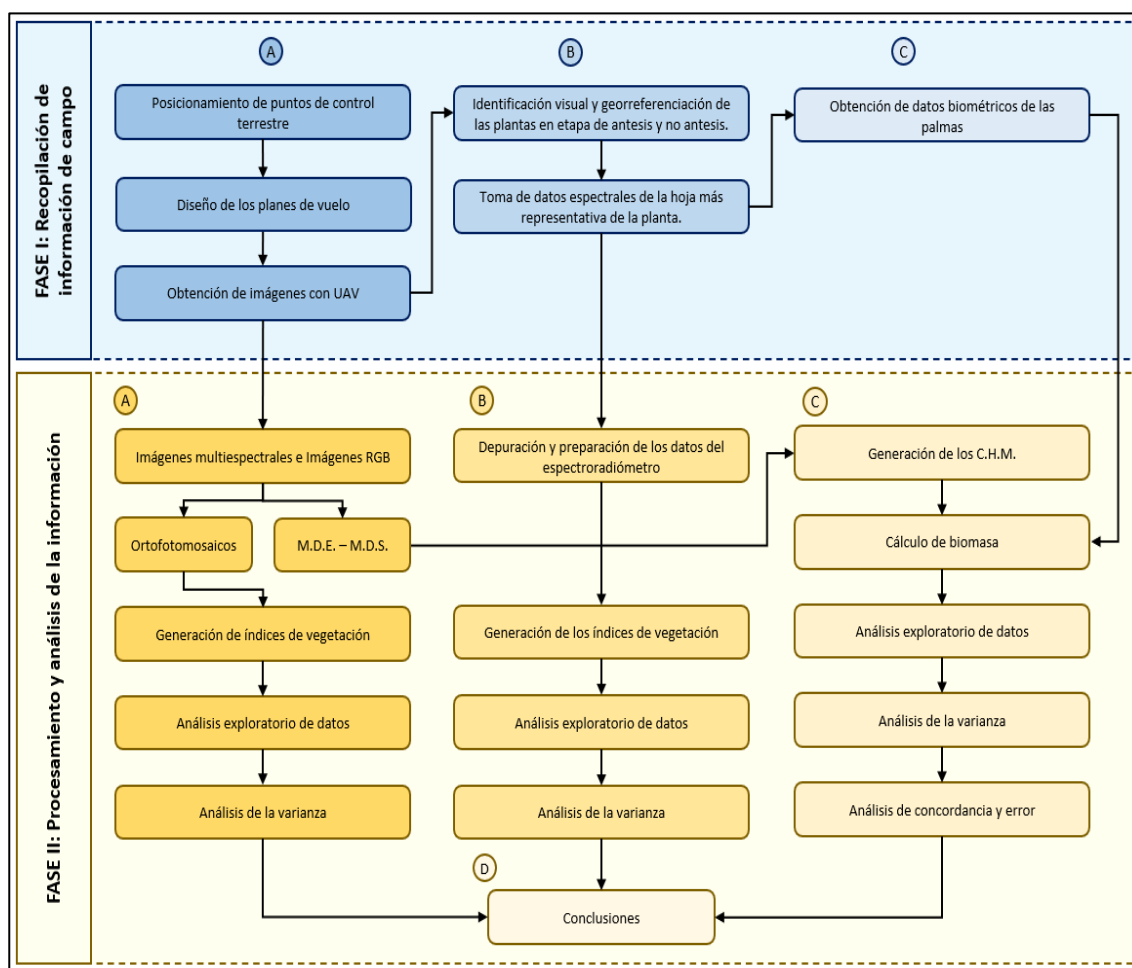 FASE I: Recopilación de
información de campo
A
Posicionamiento de puntos de control
terrestre
Diseño de los planes de vuelo
Obtención de imágenes con UAV
B
Identificación visual y georreferenciación de
las plantas en etapa de antesis y no antesis.
Toma de datos espectrales de la hoja más
representativa de la planta.
C
Obtención de datos biométricos de las
palmas
FASE II: Procesamiento y análisis de la información
A
Imágenes multiespectrales e Imágenes RGB
Ortofotomosaicos
M.D.E. – M.D.S.
Generación de índices de vegetación
Análisis exploratorio de datos
Análisis de la varianza
B
Depuración y preparación de los datos del
espectroradiómetro
Generación de los índices de vegetación
Análisis exploratorio de datos
Análisis de la varianza
C
Generación de los C.H.M.
Cálculo de biomasa
Análisis exploratorio de datos
Análisis de la varianza
Análisis de concordancia y error
D
Conclusiones